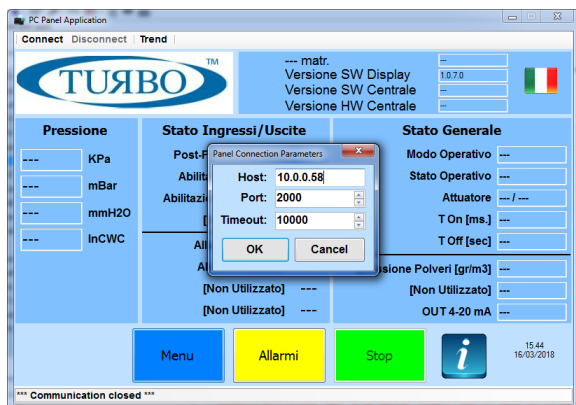 PC Panel Application
Connect Disconnect Trend
TURBO TM
--- matr. --
Versione SW Display 1.0.7.0
Versione SW Centrale --
Versione HW Centrale --
Pressione
--- KPa
--- mBar
--- mmH2O
--- InCWC
Stato Ingressi/Uscite
Post-P
Abilit
Abilitazi
[
All
Al
[Non Utilizzato] ---
[Non Utilizzato] ---
Panel Connection Parameters
Host: 10.0.0.58
Port: 2000
Timeout: 10000
OK Cancel
Stato Generale
Modo Operativo ---
Stato Operativo ---
Attuatore --- / ---
T On [ms.] ---
T Off [sec] ---
ssione Polveri [gr/m3] ---
[Non Utilizzato] ---
OUT 4-20 mA ---
Menu
Allarmi
Stop
i
15.44
16/03/2018
*** Communication closed ***